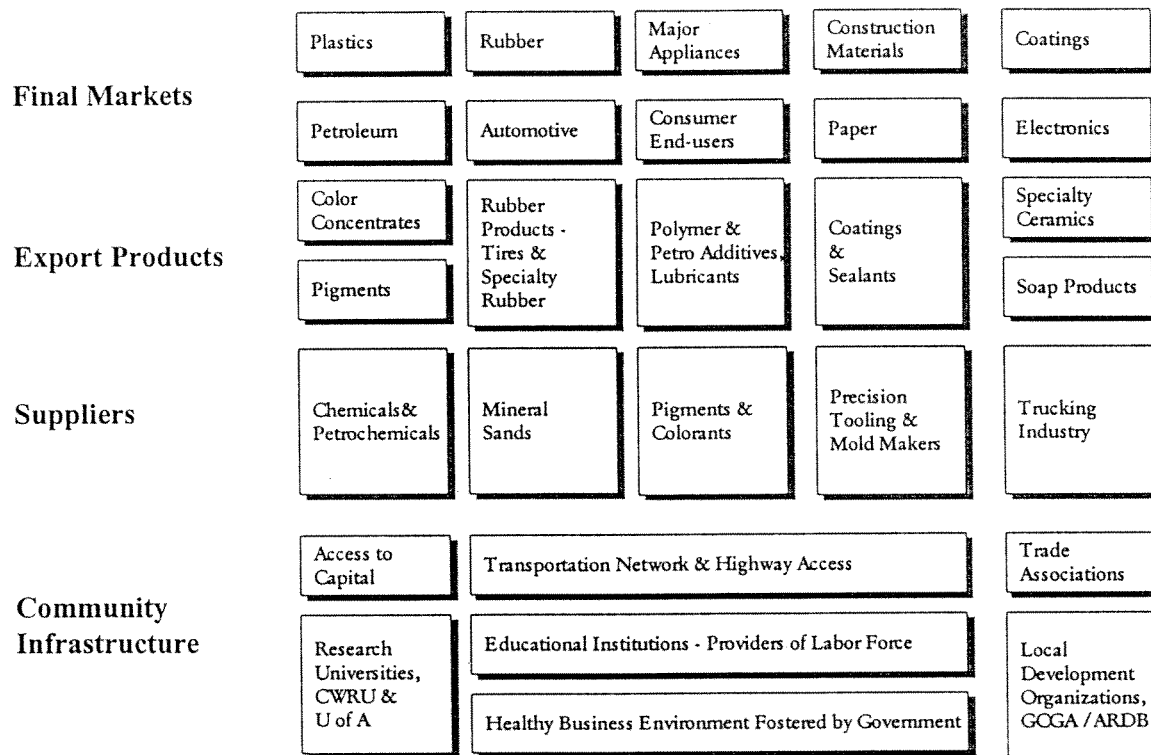 Final Markets
Plastics
Rubber
Major
Appliances
Construction
Materials
Coatings
Petroleum
Automotive
Consumer
End-users
Paper
Electronics
Export Products
Color
Concentrates
Pigments
Rubber
Products -
Tires &
Specialty
Rubber
Polymer &
Petro Additives,
Lubricants
Coatings
&
Sealants
Specialty
Ceramics
Soap Products
Suppliers
Chemicals&
Petrochemicals
Mineral
Sands
Pigments &
Colorants
Precision
Tooling &
Mold Makers
Trucking
Industry
Community
Infrastructure
Access to
Capital
Transportation Network & Highway Access
Trade
Associations
Research
Universities,
CWRU &
U of A
Educational Institutions - Providers of Labor Force
Healthy Business Environment Fostered by Government
Local
Development
Organizations,
GCGA / ARDB